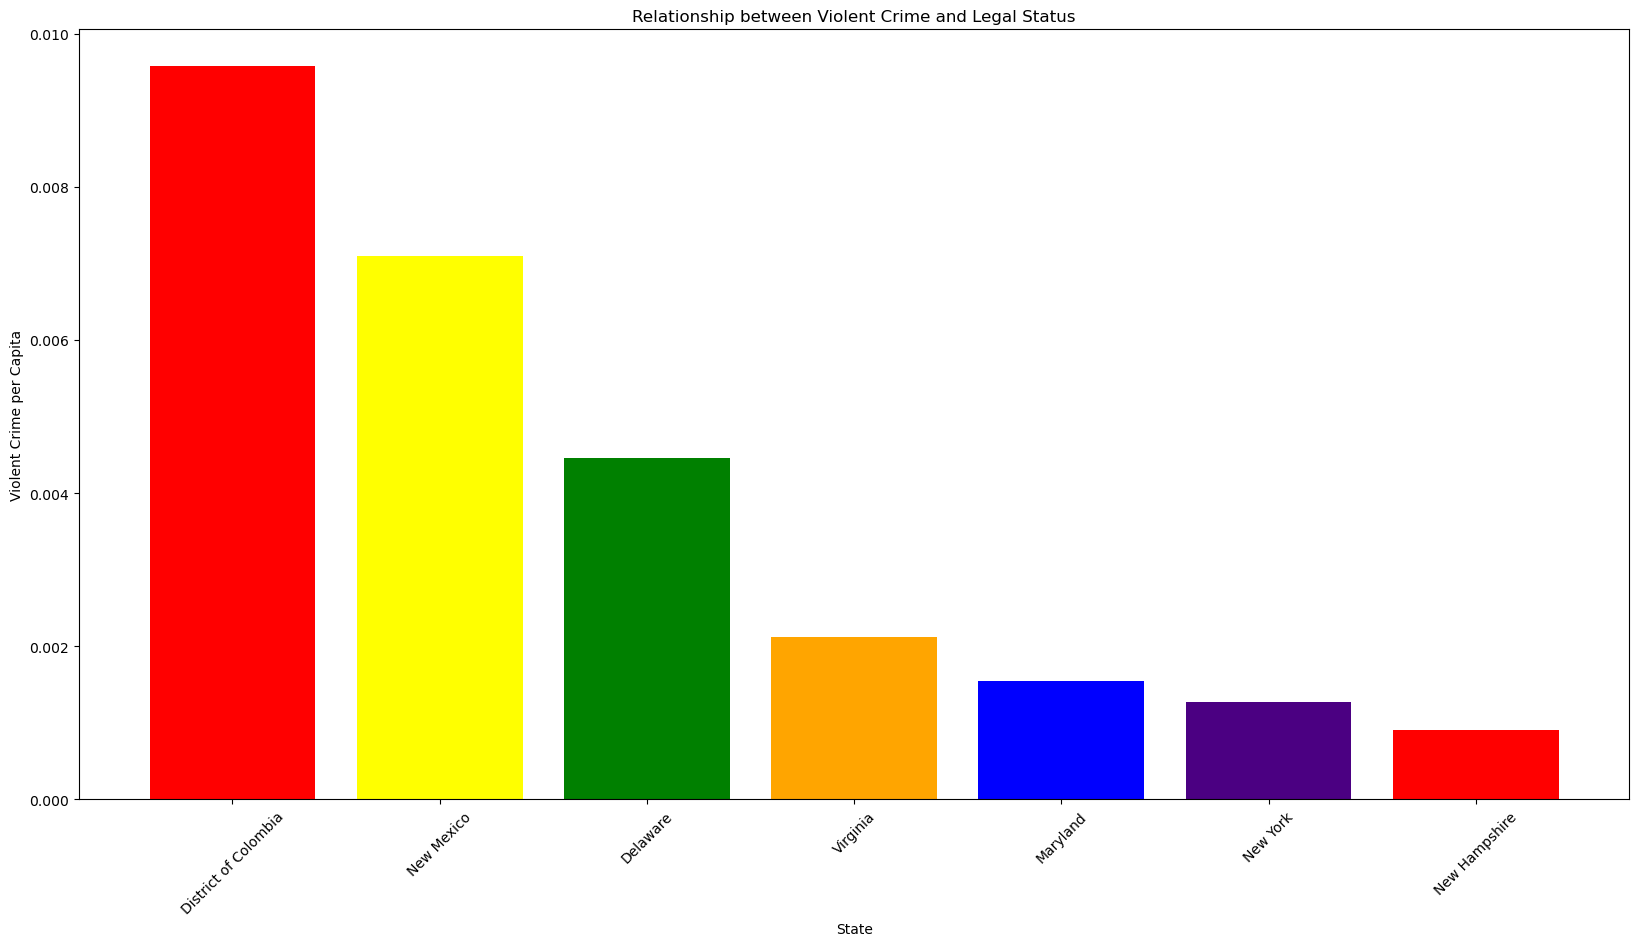 Relationship between Violent Crime and Legal Status
0.010
0.008
0.006
0.004
0.002
0.000
Violent Crime per Capita
District of Colombia
New Mexico
Delaware
Virginia
Maryland
New York
New Hampshire
State